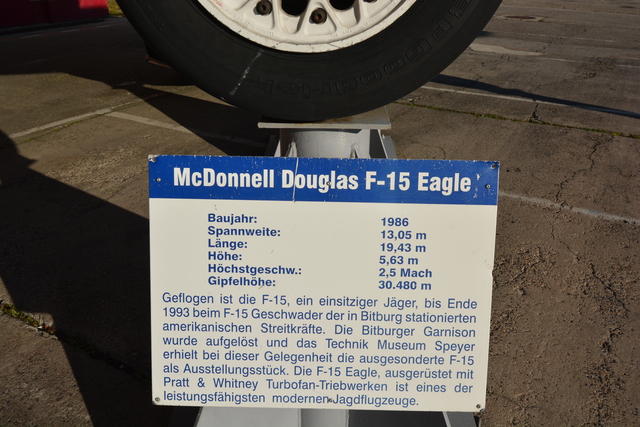 McDonnell Douglas F-15 Eagle
Baujahr: 1986
Spannweite: 13,05 m
Länge: 19,43 m
Höhe: 5,63 m
Höchstgeschw.: 2,5 Mach
Gipfelhöhe: 30.480 m
Geflogen ist die F-15, ein einsitziger Jäger, bis Ende
1993 beim F-15 Geschwader der in Bitburg stationierten
amerikanischen Streitkräfte. Die Bitburger Garnison
wurde aufgelöst und das Technik Museum Speyer
erhielt bei dieser Gelegenheit die ausgesonderte F-15
als Ausstellungsstück. Die F-15 Eagle, ausgerüstet mit
Pratt & Whitney Turbofan-Triebwerken ist eines der
leistungsfähigsten modernen Jagdflugzeuge.